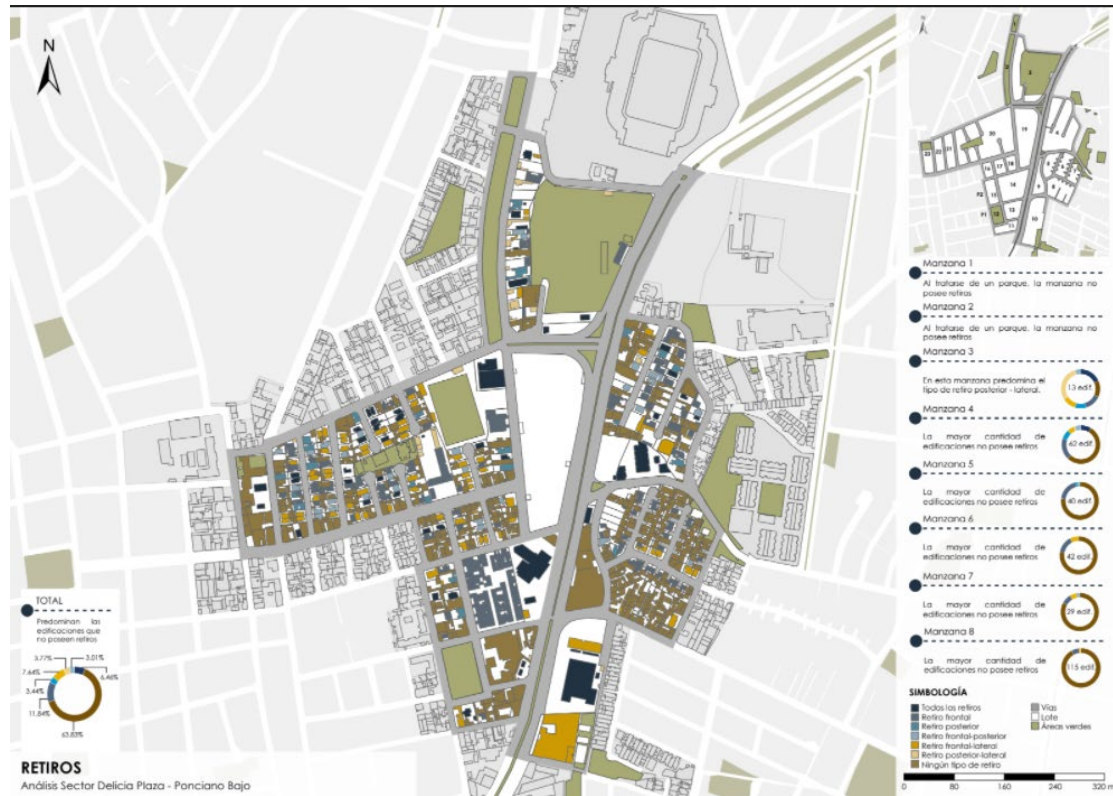 N
Manzana 1
Al tratarse de un parque, la manzana no
posee retiros
Manzana 2
Al tratarse de un parque, la manzana no
posee retiros
Manzana 3
En esta manzana predomina el
tipo de retiro posterior - lateral.
13 edif.
Manzana 4
La mayor cantidad de
edificaciones no posee retiros
62 edif.
Manzana 5
La mayor cantidad de
edificaciones no posee retiros
40 edif.
Manzana 6
La mayor cantidad de
edificaciones no posee retiros
42 edif.
Manzana 7
La mayor cantidad de
edificaciones no posee retiros
29 edif.
Manzana 8
La mayor cantidad de
edificaciones no posee retiros
115 edif.
TOTAL
Predominan las
edificaciones que
no poseen retiros
3.77%
3.01%
7.64%
6.46%
3.44%
11.84%
63.83%
SIMBOLOGÍA
Todos los retiros
Retiro frontal
Retiro posterior
Retiro frontal-posterior
Retiro frontal-lateral
Retiro posterior-lateral
Ningún tipo de retiro
Vías
Lote
Áreas verdes
0 80 160 240 320 m
RETIROS
Análisis Sector Delicia Plaza - Ponciano Bajo